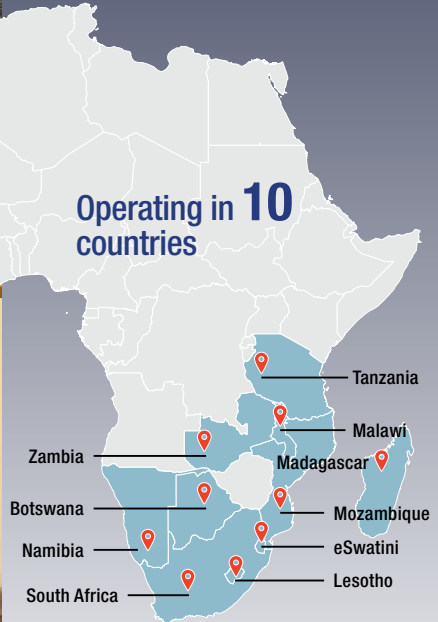 Operating in 10
countries
Tanzania
Malawi
Zambia
Madagascar
Botswana
Mozambique
Namibia
eSwatini
Lesotho
South Africa